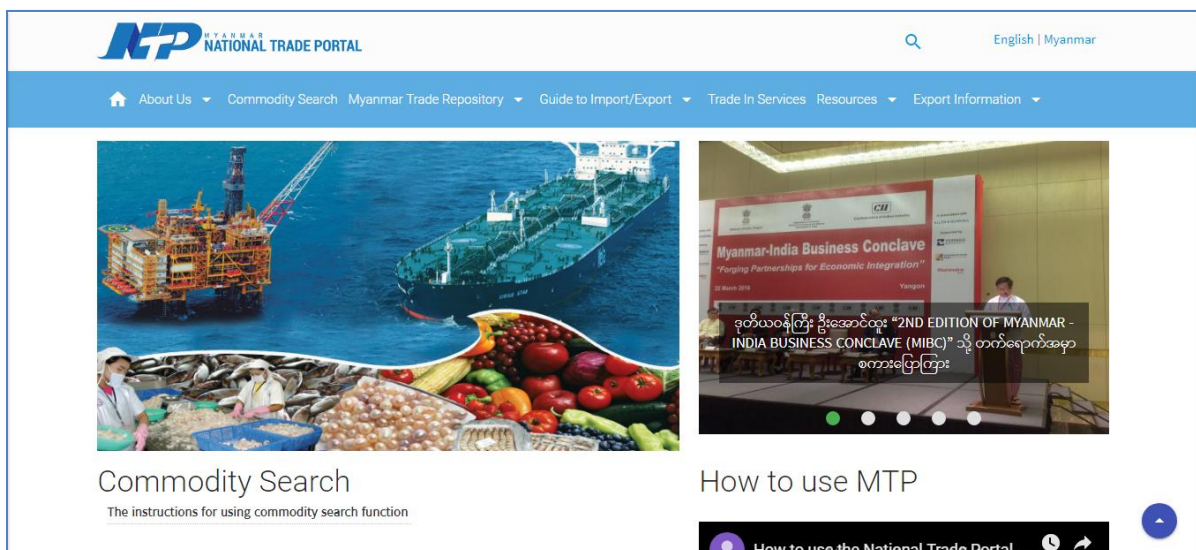 NTP
MYANMAR
NATIONAL TRADE PORTAL
English | Myanmar
About Us Commodity Search Myanmar Trade Repository Guide to Import/Export Trade In Services Resources Export Information
CII
Myanmar-India Business Conclave
"Forging Partnerships for Economic Integration"
Yangon
ဒုတိယဝန်ကြီး ဦးအောင်ထူး “2ND EDITION OF MYANMAR -
INDIA BUSINESS CONCLAVE (MIBC)” သို့ တက်ရောက်အမှာ
စကားပြောကြား
Commodity Search
The instructions for using commodity search function
How to use MTP
How to use the National Trade Portal